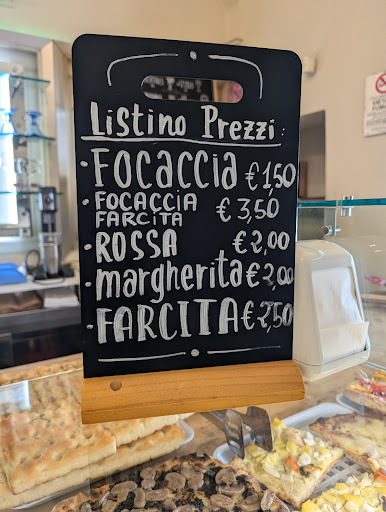 Listino Prezzi:
· FOCACCIA €1,50
· FOCACCIA
FARCITA €3,50
· ROSSA €2,00
· margherita €2,00
· FARCITA €2,50